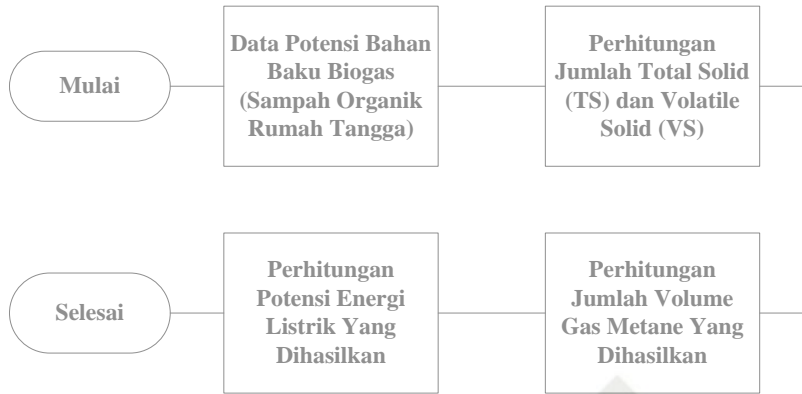 Mulai
Data Potensi Bahan
Baku Biogas
(Sampah Organik
Rumah Tangga)
Perhitungan
Jumlah Total Solid
(TS) dan Volatile
Solid (VS)
Selesai
Perhitungan
Potensi Energi
Listrik Yang
Dihasilkan
Perhitungan
Jumlah Volume
Gas Metane Yang
Dihasilkan